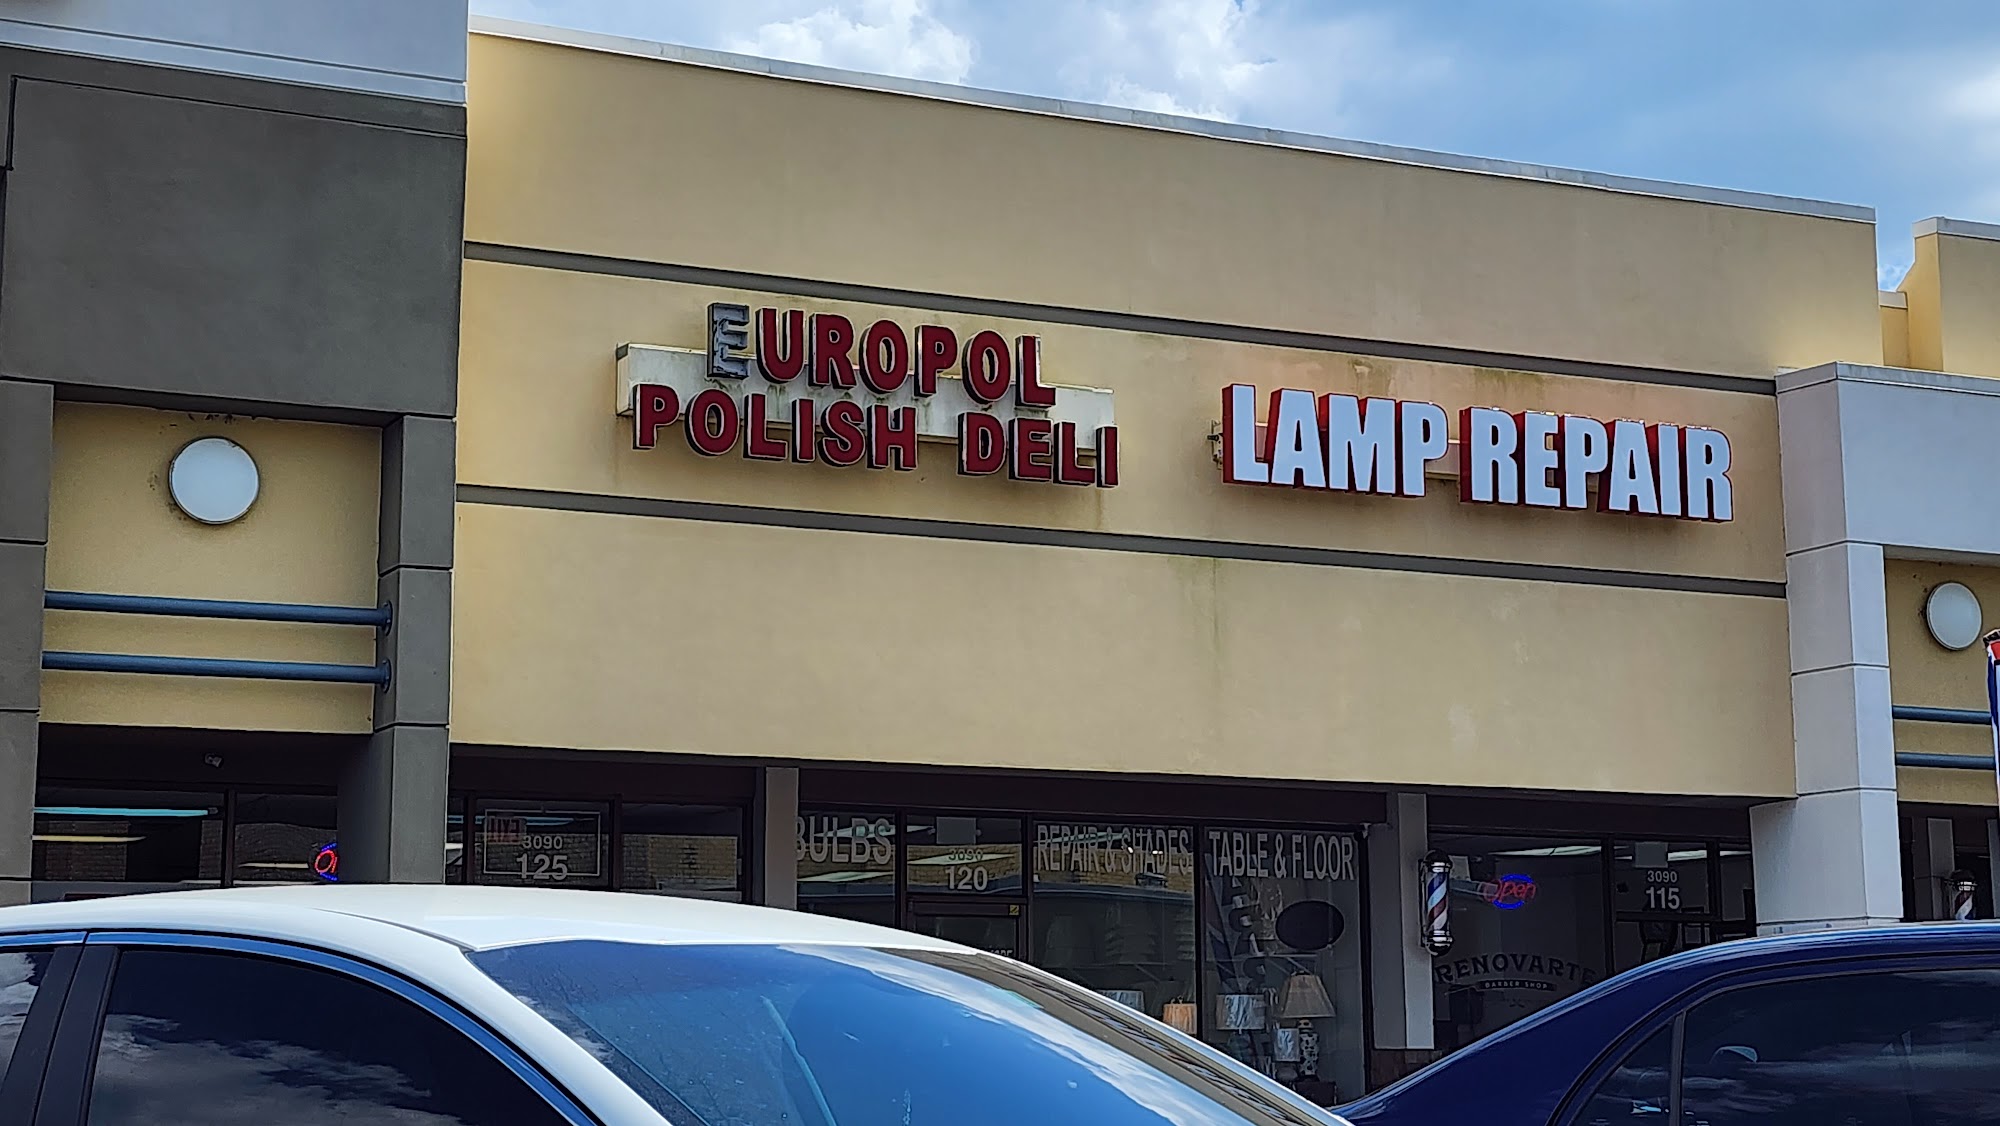 EUROPOL
POLISH DELI
LAMP REPAIR
3090
125
BULBS
3090
120
REPAIR & SHADES
TABLE & FLOOR
Open
3090
115
RENOVARTE
BARBER SHOP